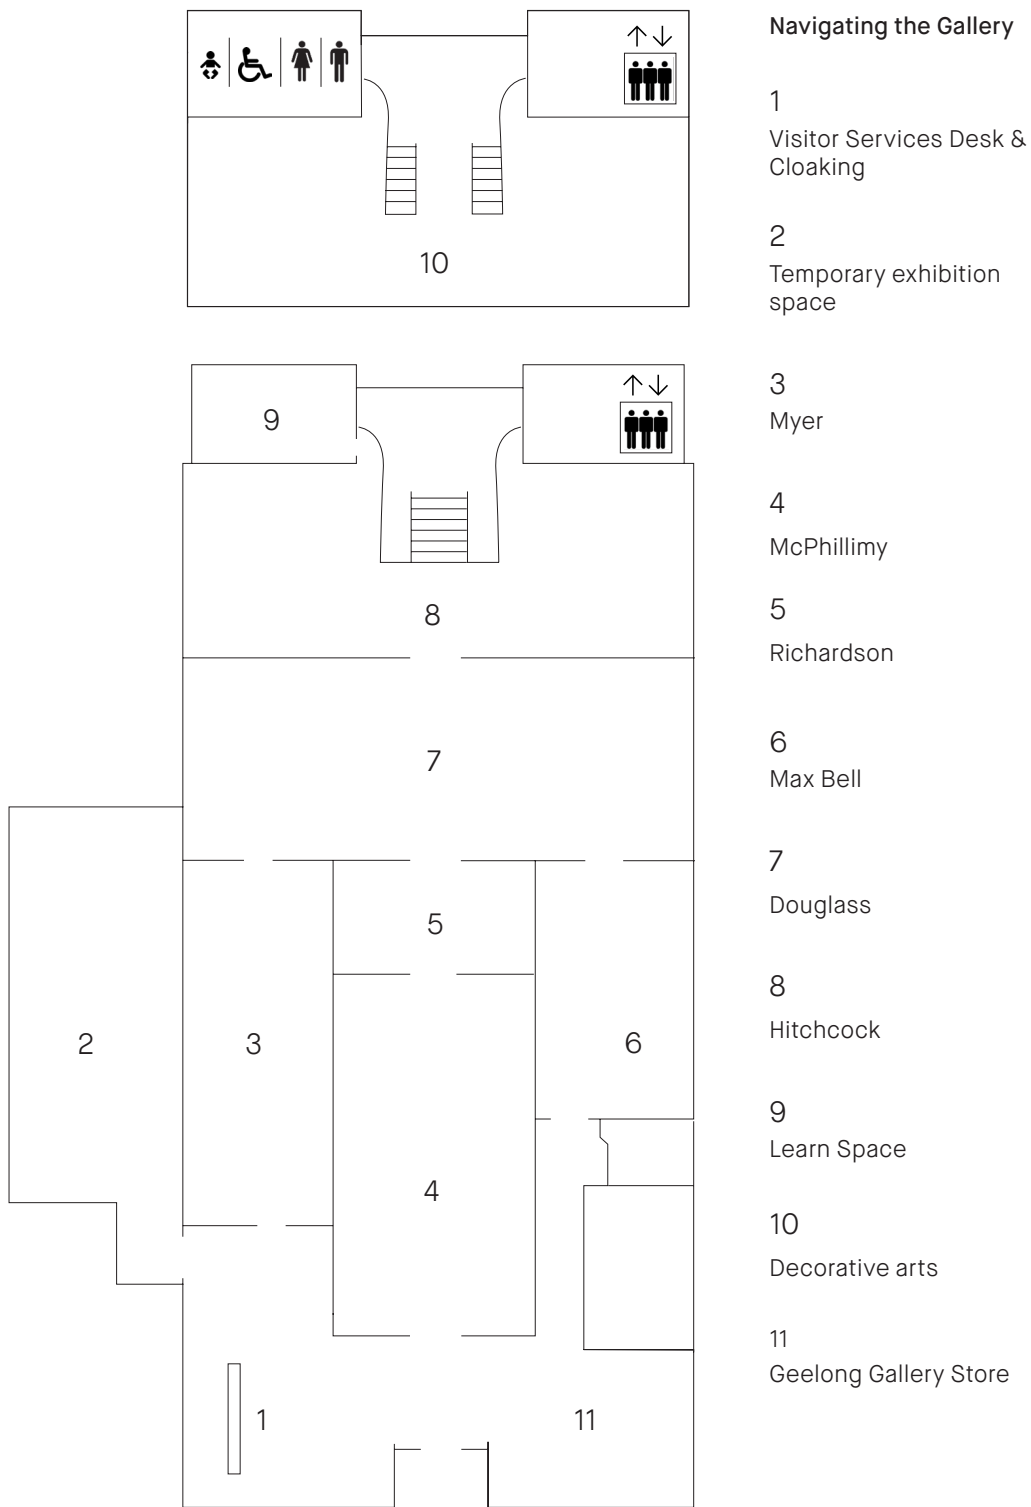 Navigating the Gallery
1
Visitor Services Desk &
Cloaking
2
Temporary exhibition
space
3
Myer
4
McPhillimy
5
Richardson
6
Max Bell
7
Douglass
8
Hitchcock
9
Learn Space
10
Decorative arts
11
Geelong Gallery Store
10
9
8
7
5
2
3
6
4
1
11